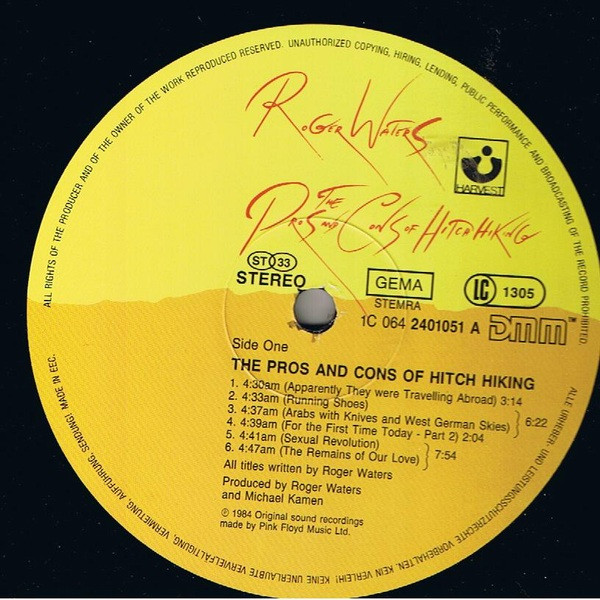 ALL RIGHTS OF THE PRODUCER AND OF THE OWNER OF THE WORK REPRODUCED RESERVED. UNAUTHORIZED COPYING, HIRING, LENDING, PUBLIC PERFORMANCE AND BROADCASTING OF THE RECORD PROHIBITED
ROGER WATERS
HARVEST
THE
PROS AND CONS OF HITCH HIKING
ST 33
STEREO
GEMA
STEMRA
LC 1305
1C 064 2401051 A DMM™
Side One
THE PROS AND CONS OF HITCH HIKING
1. 4:30am (Apparently They were Travelling Abroad) 3:14
2. 4:33am (Running Shoes)
3. 4:37am (Arabs with Knives and West German Skies) 6:22
4. 4:39am (For the First Time Today - Part 2) 2:04
5. 4:41am (Sexual Revolution)
6. 4:47am (The Remains of Our Love) 7:54
All titles written by Roger Waters
Produced by Roger Waters
and Michael Kamen
℗ 1984 Original sound recordings
made by Pink Floyd Music Ltd.
ALLE URHEBER- UND LEISTUNGSSCHUTZRECHTE VORBEHALTEN. KEIN VERLEIH! KEINE UNERLAUBTE VERVIELFÄLTIGUNG, VERMIETUNG, AUFFÜHRUNG, SENDUNG! MADE IN EEC.